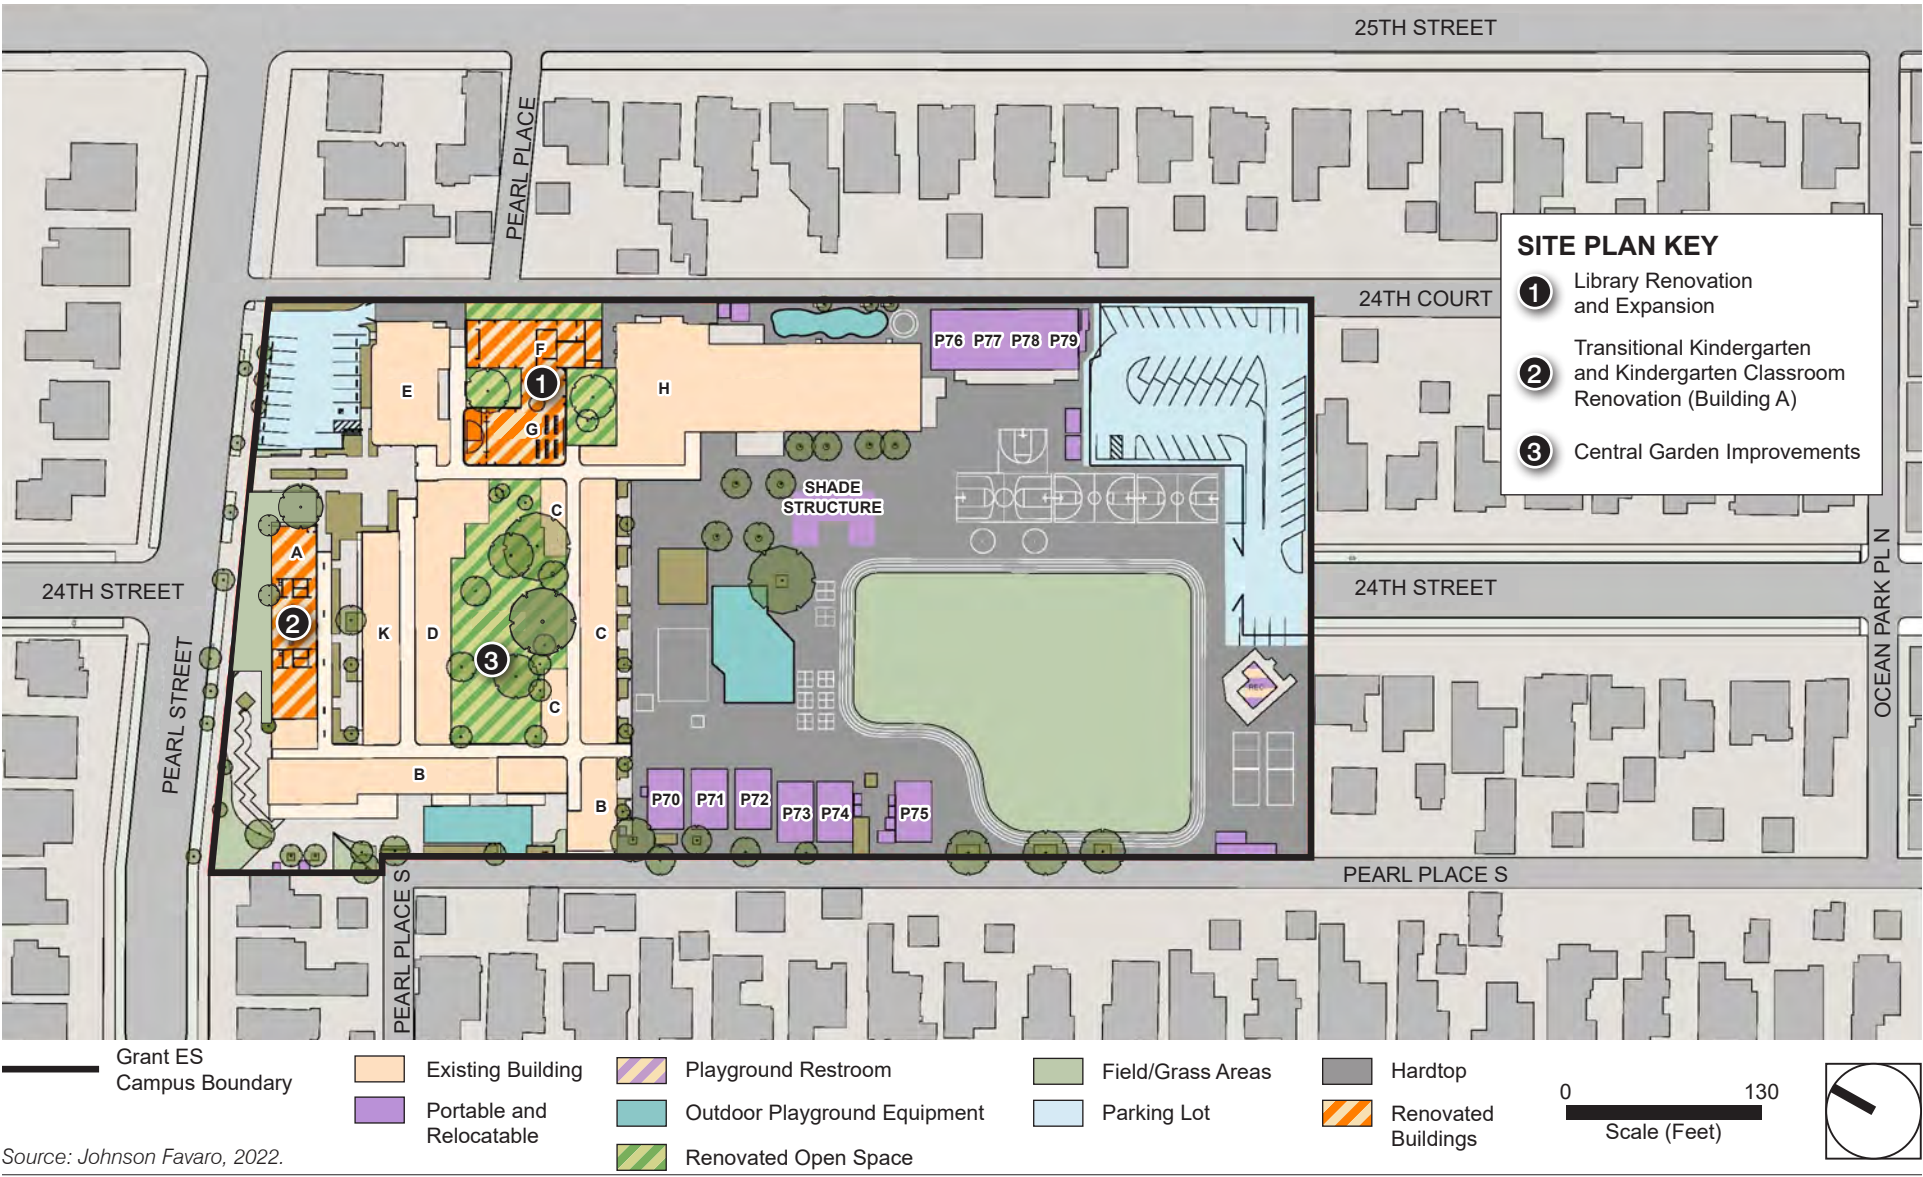 25TH STREET
PEARL PLACE
SITE PLAN KEY
1
Library Renovation
and Expansion
2
Transitional Kindergarten
and Kindergarten Classroom
Renovation (Building A)
3
Central Garden Improvements
24TH COURT
F
1
E
H
G
P76 P77 P78 P79
SHADE
STRUCTURE
C
A
24TH STREET
2
K
D
C
3
C
24TH STREET
REC
OCEAN PARK PL N
PEARL STREET
B
B
P70 P71 P72
P73 P74
P75
PEARL PLACE S
PEARL PLACE S
Grant ES
Campus Boundary
Existing Building
Portable and
Relocatable
Playground Restroom
Outdoor Playground Equipment
Renovated Open Space
Field/Grass Areas
Parking Lot
Hardtop
Renovated
Buildings
0 130
Scale (Feet)
Source: Johnson Favaro, 2022.